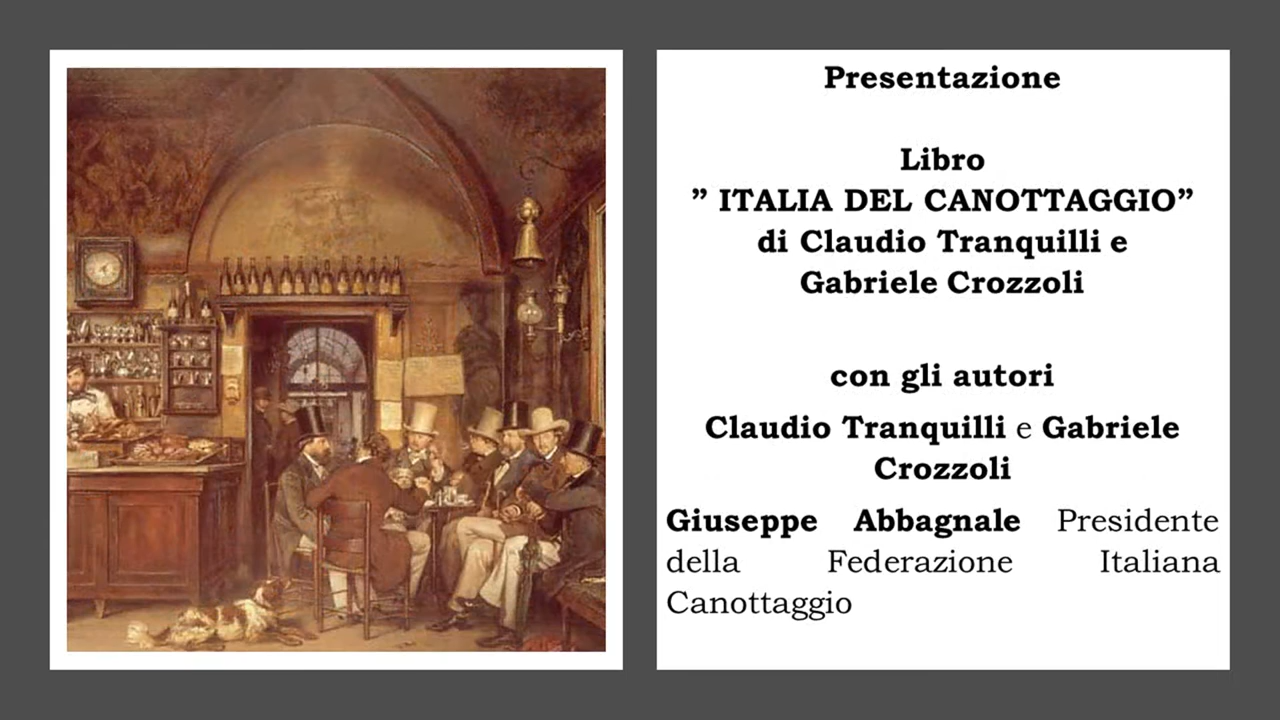 Presentazione
Libro
” ITALIA DEL CANOTTAGGIO”
di Claudio Tranquilli e
Gabriele Crozzoli
con gli autori
Claudio Tranquilli e Gabriele
Crozzoli
Giuseppe Abbagnale Presidente
della Federazione Italiana
Canottaggio